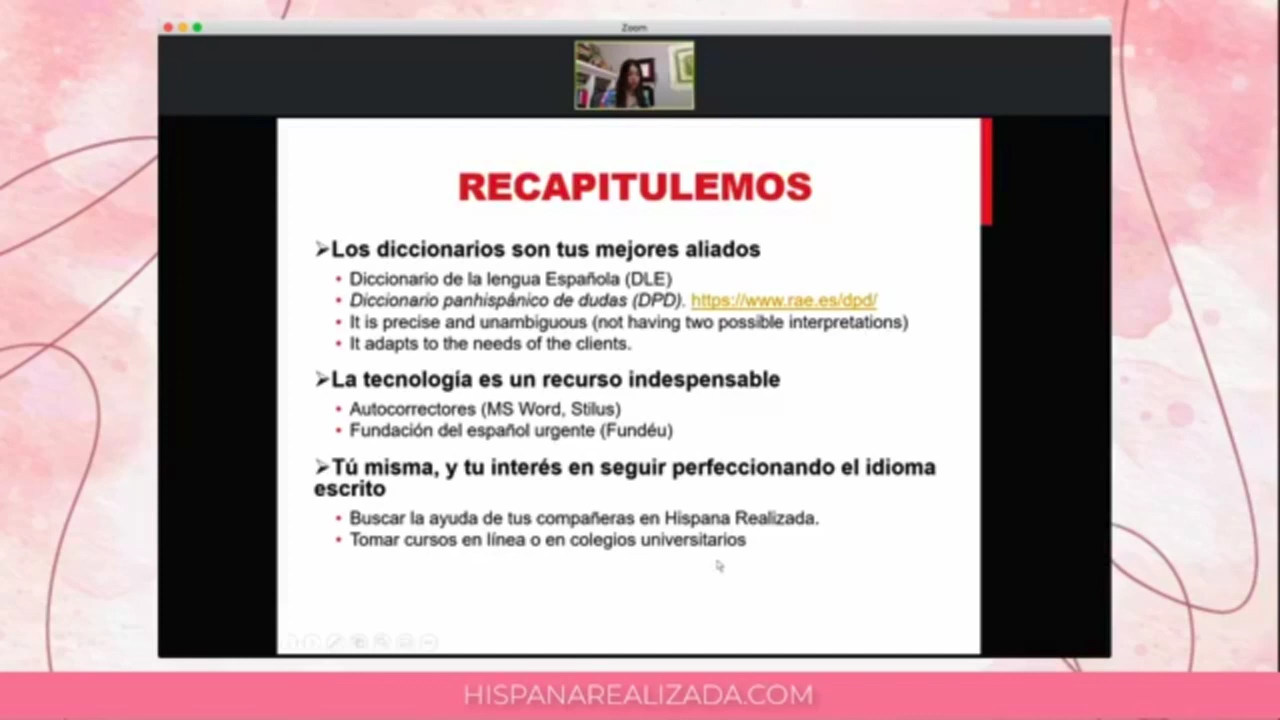 Zoom
RECAPITULEMOS
➢Los diccionarios son tus mejores aliados
• Diccionario de la lengua Española (DLE)
• Diccionario panhispánico de dudas (DPD). https://www.rae.es/dpd/
• It is precise and unambiguous (not having two possible interpretations)
• It adapts to the needs of the clients.
➢La tecnología es un recurso indespensable
• Autocorrectores (MS Word, Stilus)
• Fundación del español urgente (Fundéu)
➢Tú misma, y tu interés en seguir perfeccionando el idioma
escrito
• Buscar la ayuda de tus compañeras en Hispana Realizada.
• Tomar cursos en línea o en colegios universitarios
HISPANAREALIZADA.COM